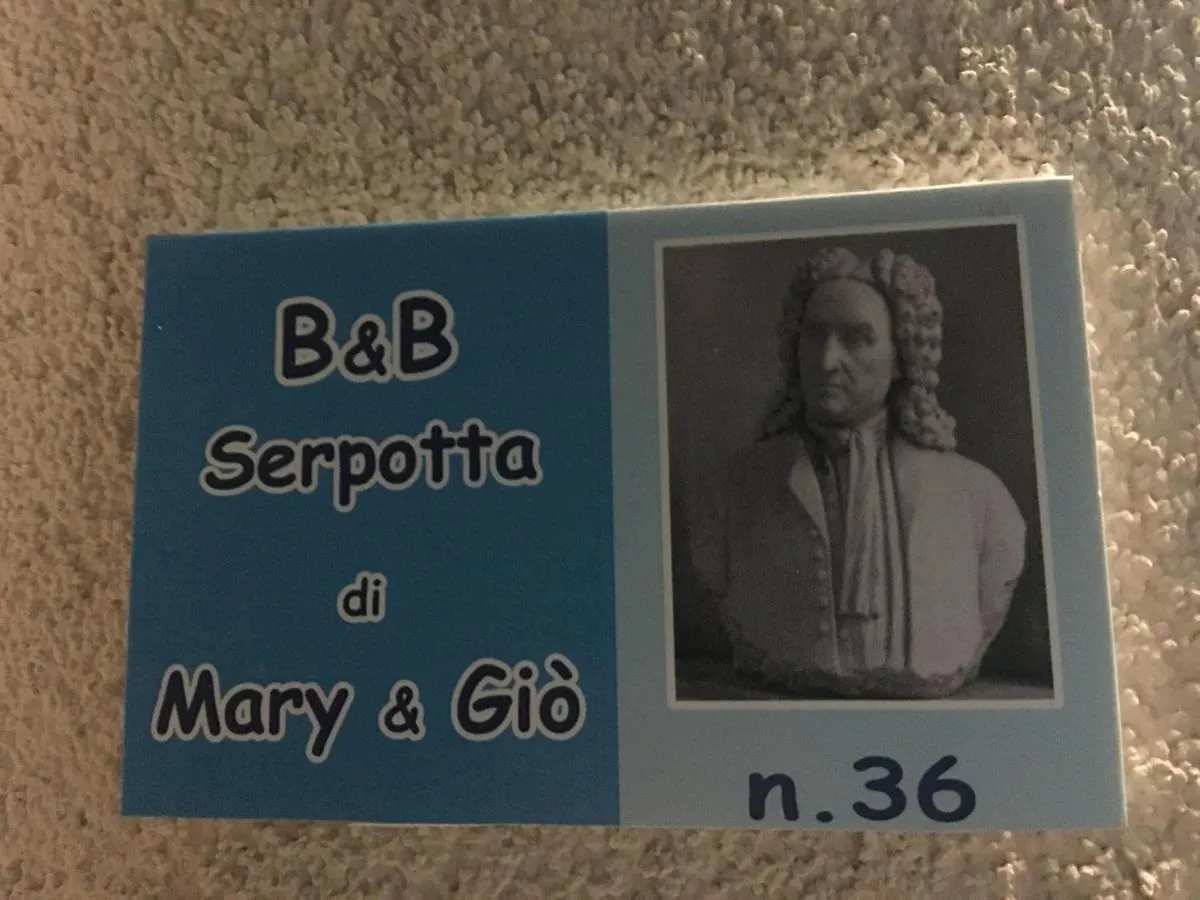 B&B
Serpotta
di
Mary & Giò
n.36